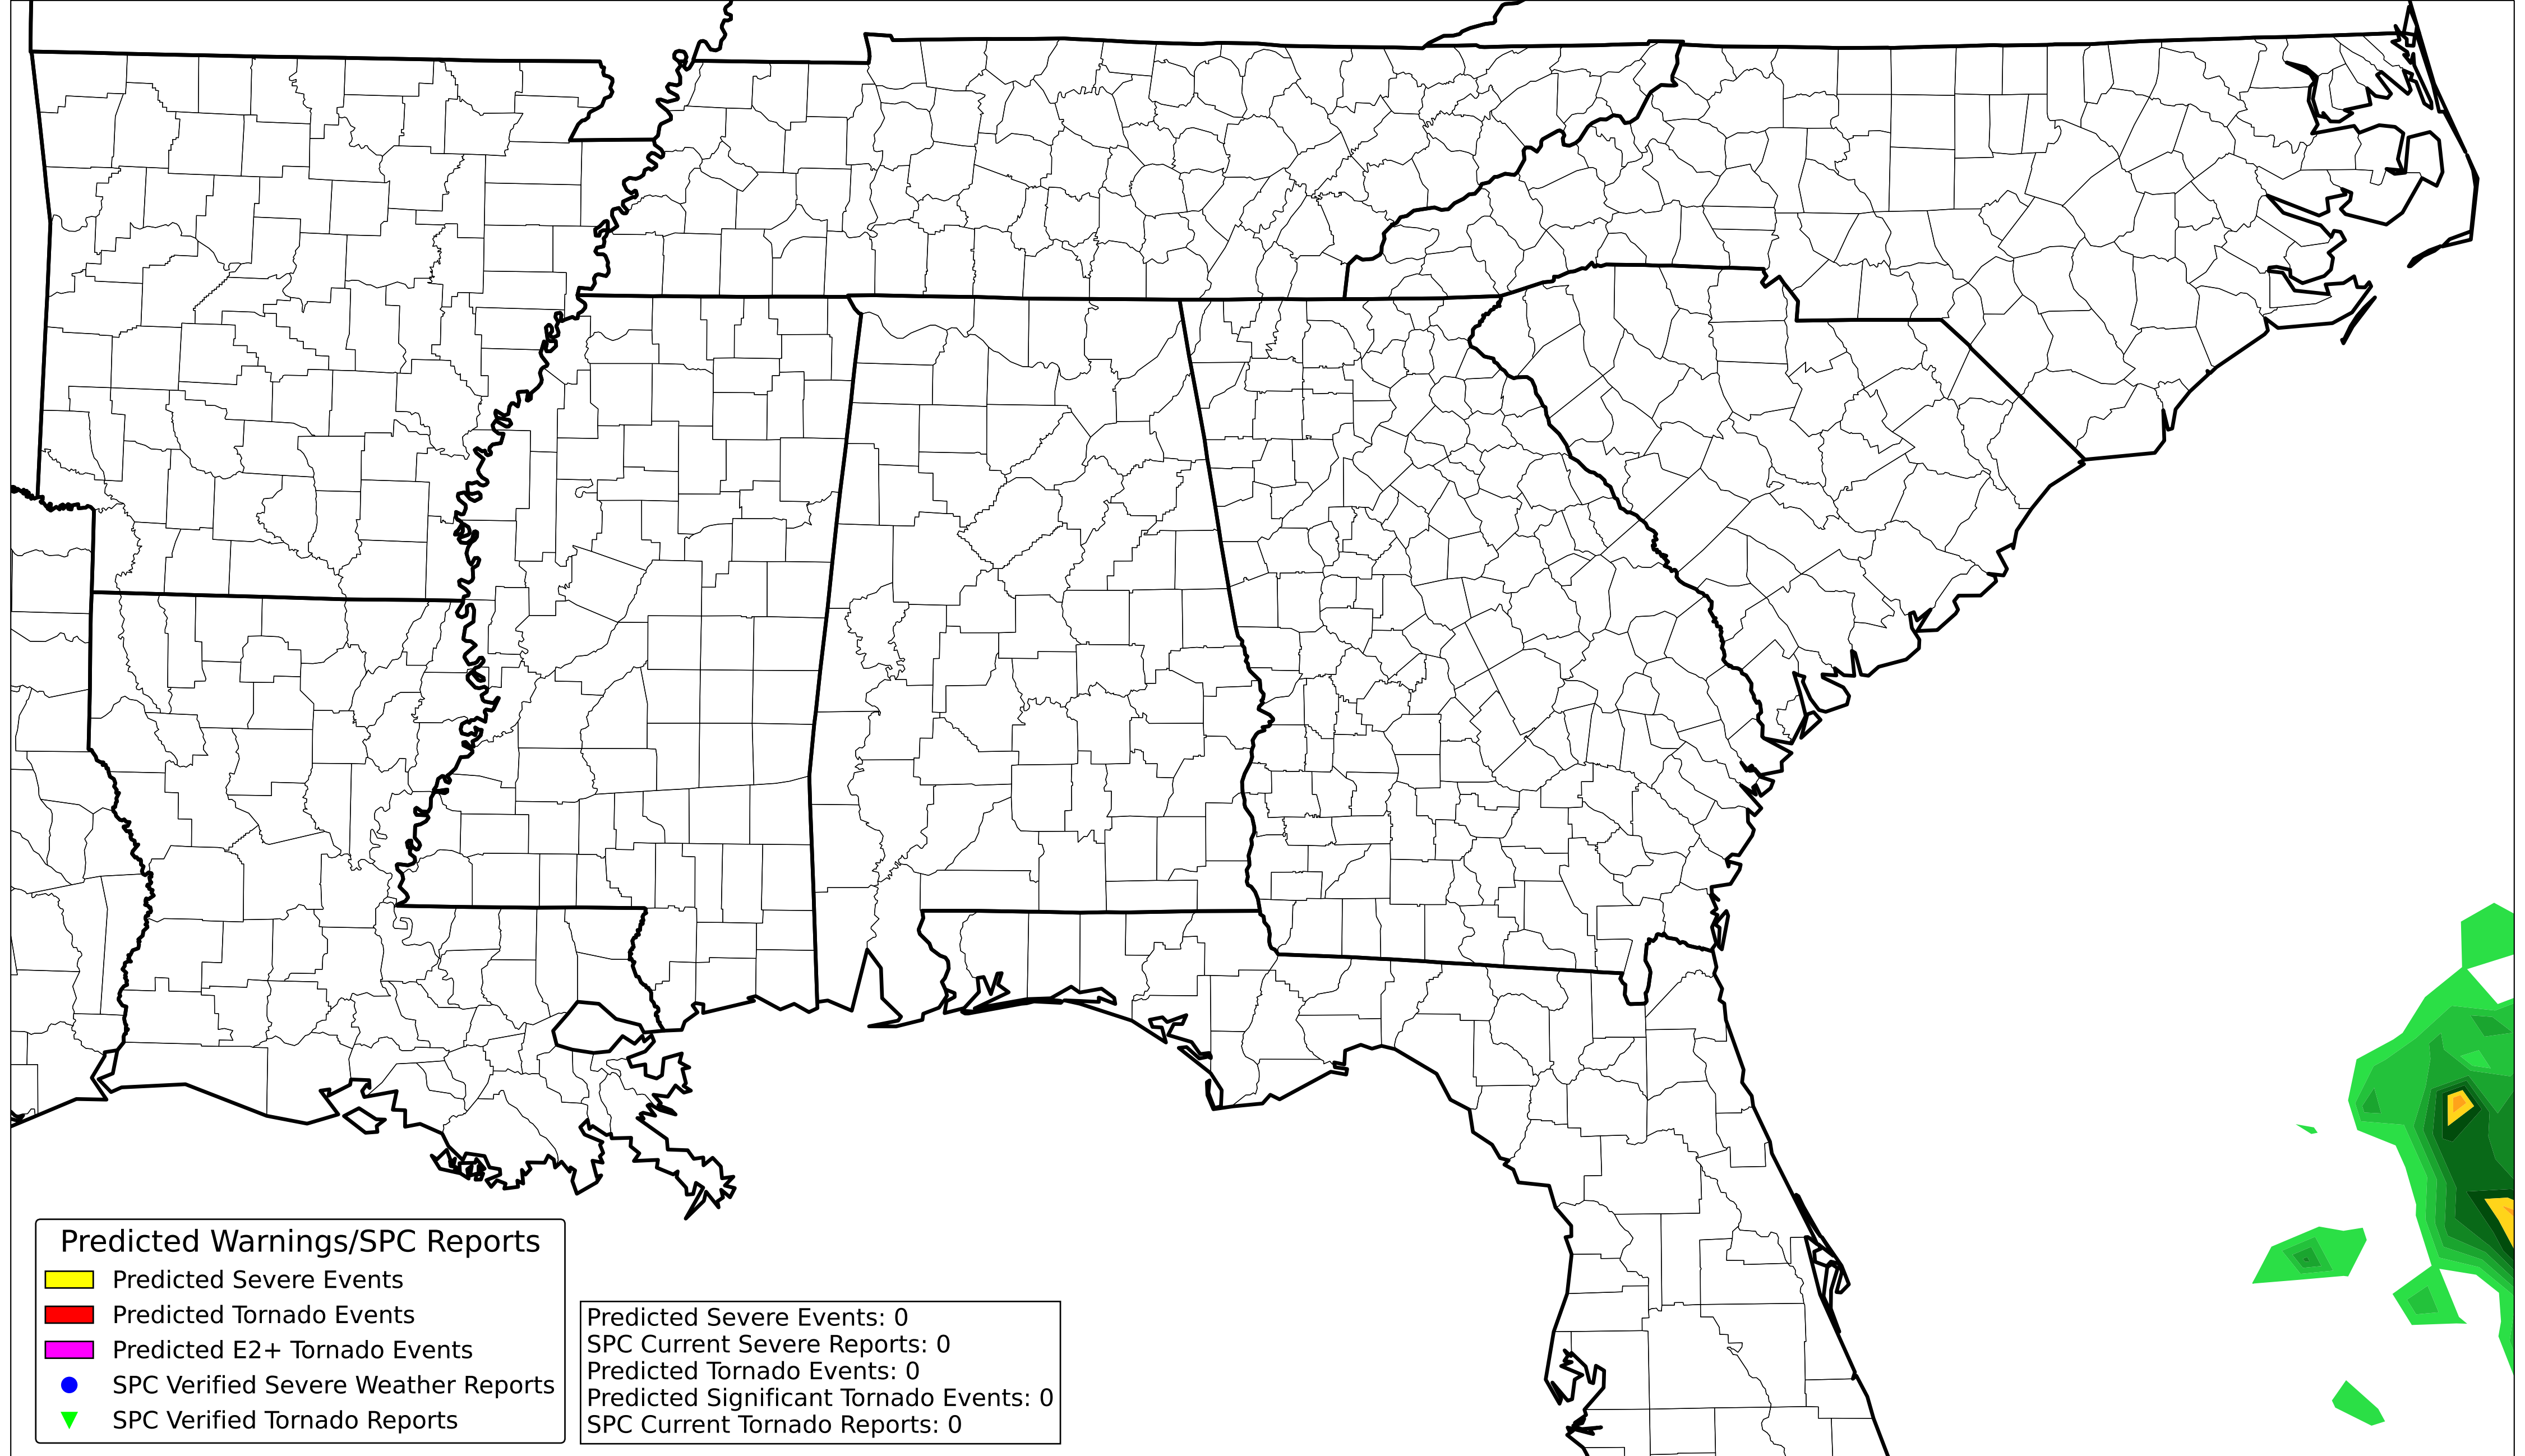 Predicted Warnings/SPC Reports
Predicted Severe Events
Predicted Tornado Events
Predicted E2+ Tornado Events
SPC Verified Severe Weather Reports
SPC Verified Tornado Reports
Predicted Severe Events: 0
SPC Current Severe Reports: 0
Predicted Tornado Events: 0
Predicted Significant Tornado Events: 0
SPC Current Tornado Reports: 0